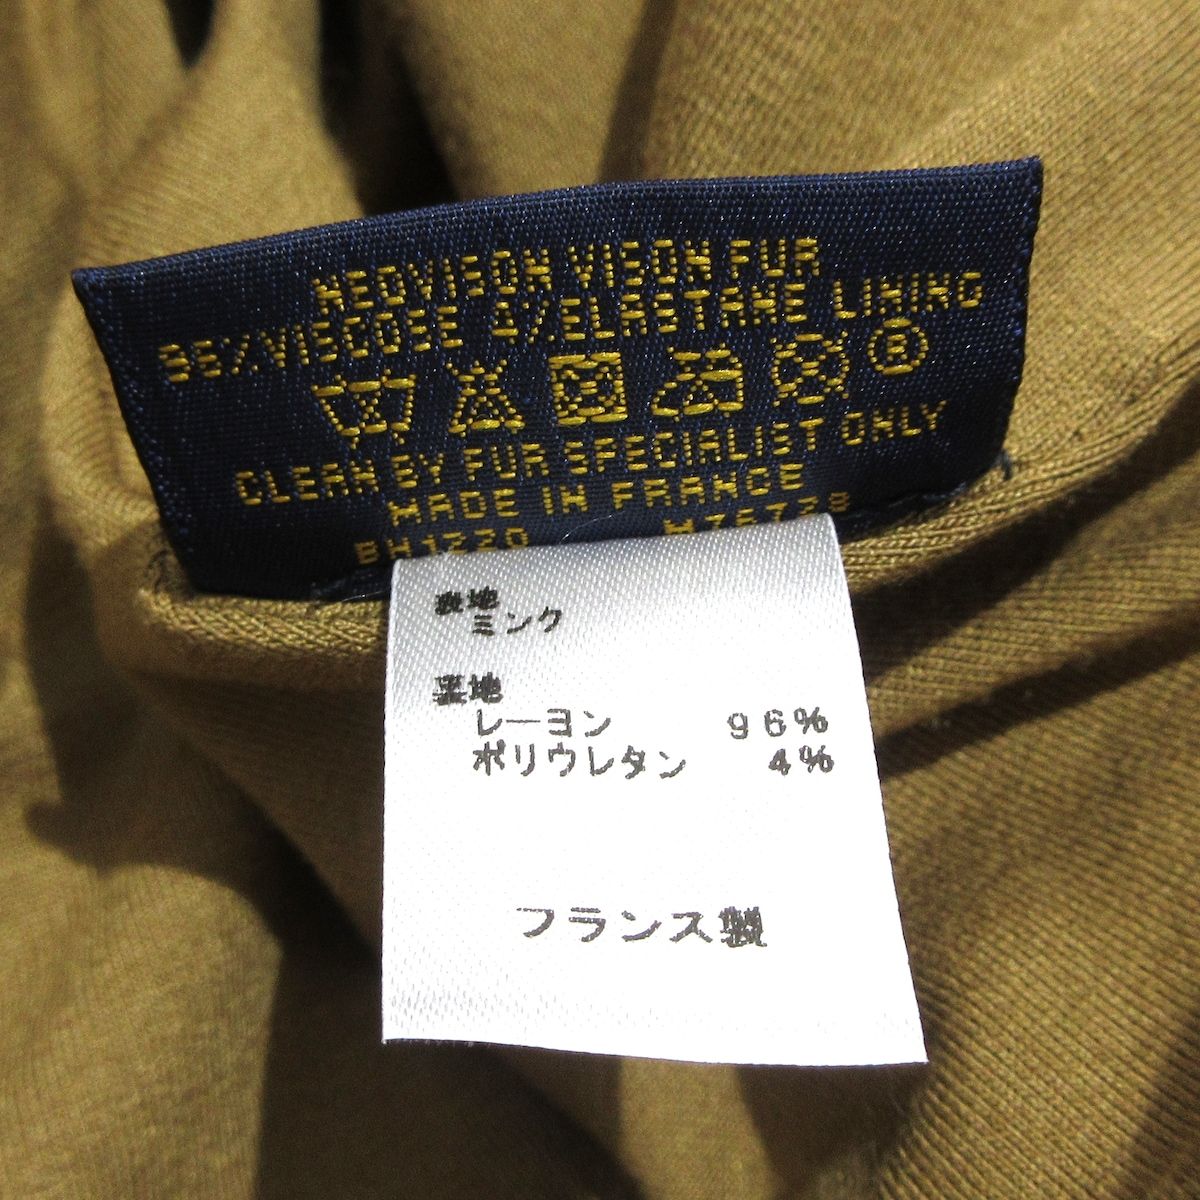 NEOVISON VISON FUR
96%VISCOSE 4%ELASTANE LINING
®
CLEAN BY FUR SPECIALIST ONLY
MADE IN FRANCE
BH1220 M76728
表地
ミンク
裏地
レーヨン 96%
ポリウレタン 4%
フランス製